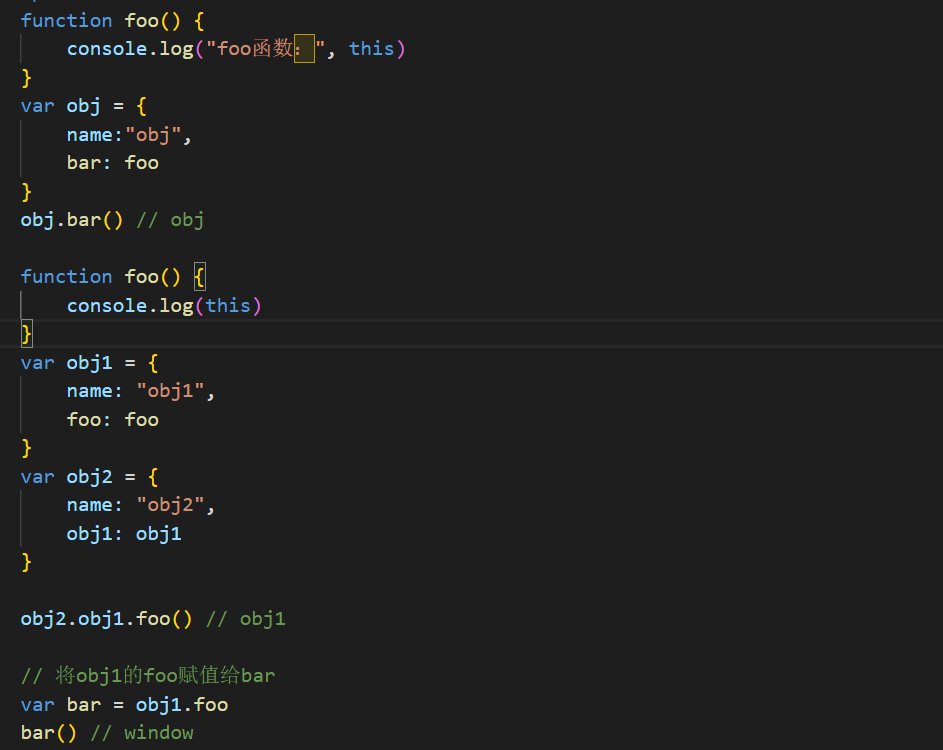 function foo() {
    console.log("foo函数：", this)
}
var obj = {
    name:"obj",
    bar: foo
}
obj.bar() // obj

function foo() {
    console.log(this)
}
var obj1 = {
    name: "obj1",
    foo: foo
}
var obj2 = {
    name: "obj2",
    obj1: obj1
}

obj2.obj1.foo() // obj1

// 将obj1的foo赋值给bar
var bar = obj1.foo
bar() // window